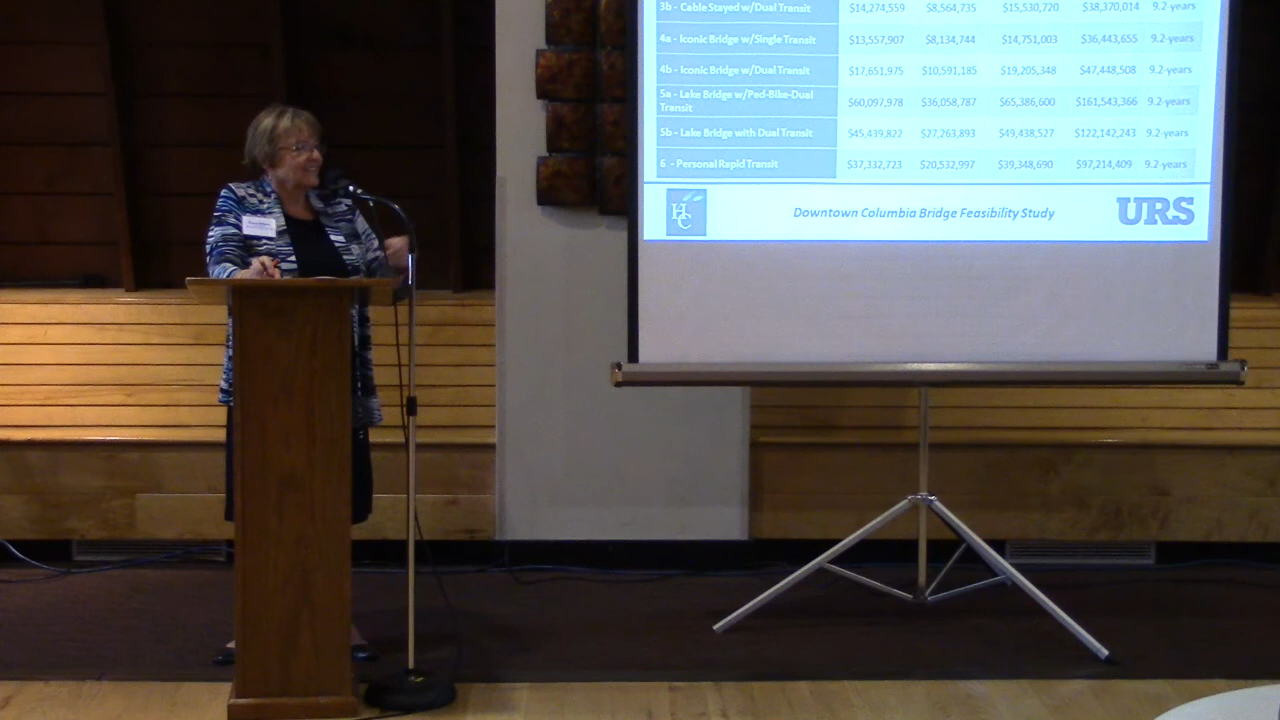 3b - Cable Stayed w/Dual Transit $14,274,559 $8,564,735 $15,530,720 $38,370,014 9.2-years
4a - Iconic Bridge w/Single Transit $13,557,907 $8,134,744 $14,751,003 $36,443,655 9.2-years
4b - Iconic Bridge w/Dual Transit $17,651,975 $10,591,185 $19,205,348 $47,448,508 9.2-years
5a - Lake Bridge w/Ped-Bike-Dual
Transit $60,097,978 $36,058,787 $65,386,600 $161,543,366 9.2-years
5b - Lake Bridge with Dual Transit $45,439,822 $27,263,893 $49,438,527 $122,142,243 9.2-years
6 - Personal Rapid Transit $37,332,723 $20,532,997 $39,348,690 $97,214,409 9.2-years
HC
Downtown Columbia Bridge Feasibility Study
URS